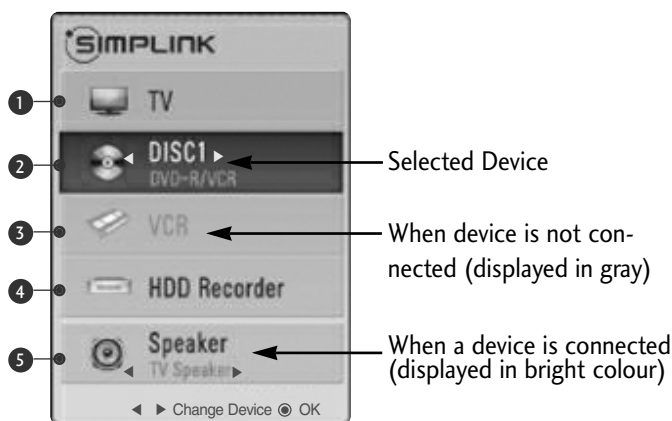 SIMPLINK
1 TV
2 ◀ DISC1 ▶
DVD-R/VCR
Selected Device
3 VCR
When device is not con-
nected (displayed in gray)
4 HDD Recorder
5 Speaker
◀ TV Speaker ▶
When a device is connected
(displayed in bright colour)
◀ ▶ Change Device ◉ OK